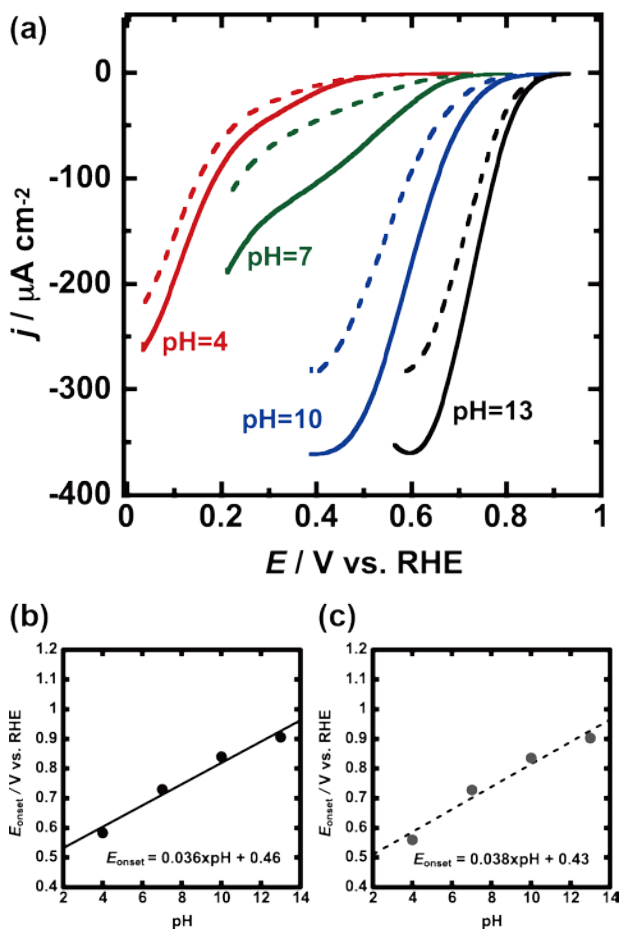 (a)
0
-100
-200
-300
-400
j / μA cm-2
pH=7
pH=4
pH=10
pH=13
0 0.2 0.4 0.6 0.8 1
E / V vs. RHE
(b) (c)
1.2
1.1
1
0.9
0.8
0.7
0.6
0.5
0.4
Eonset / V vs. RHE
Eonset = 0.036xpH + 0.46
2 4 6 8 10 12 14
pH
1.2
1.1
1
0.9
0.8
0.7
0.6
0.5
0.4
Eonset / V vs. RHE
Eonset = 0.038xpH + 0.43
2 4 6 8 10 12 14
pH